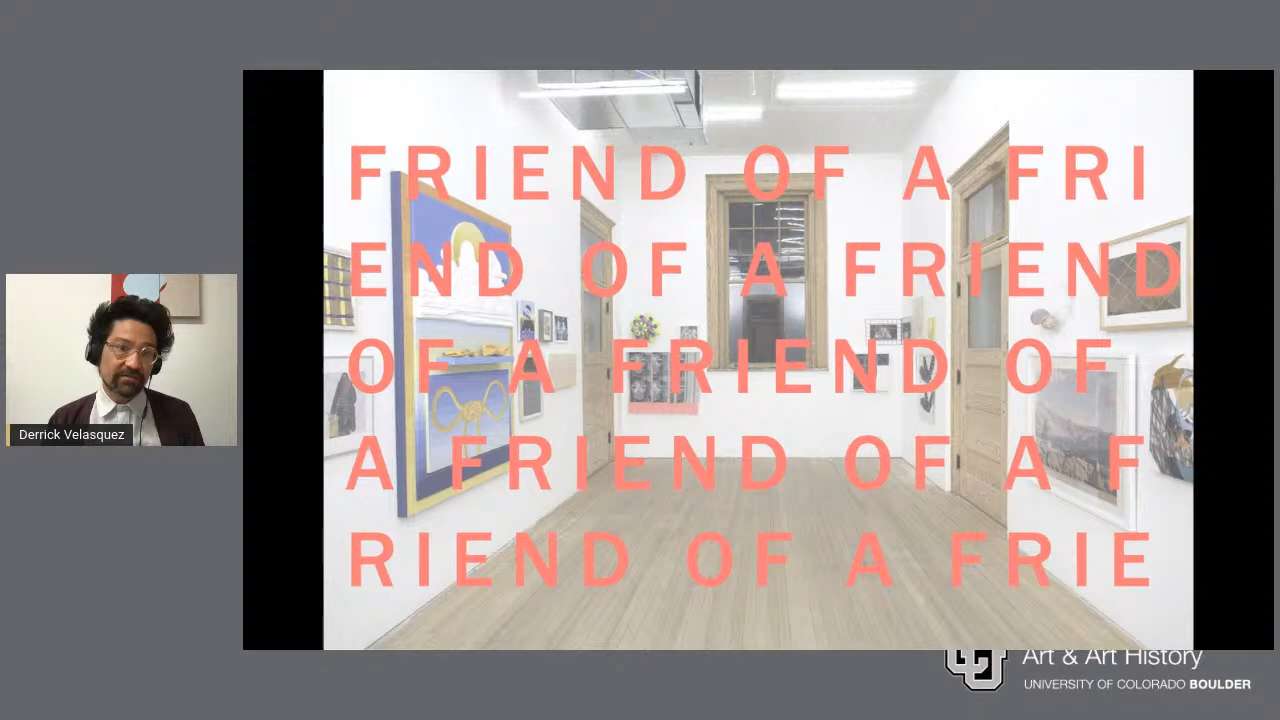 FRIEND OF A FRI
END OF A FRIEND
OF A FRIEND OF
A FRIEND OF A F
RIEND OF A FRIE
Derrick Velasquez
CU
Art & Art History
UNIVERSITY OF COLORADO BOULDER